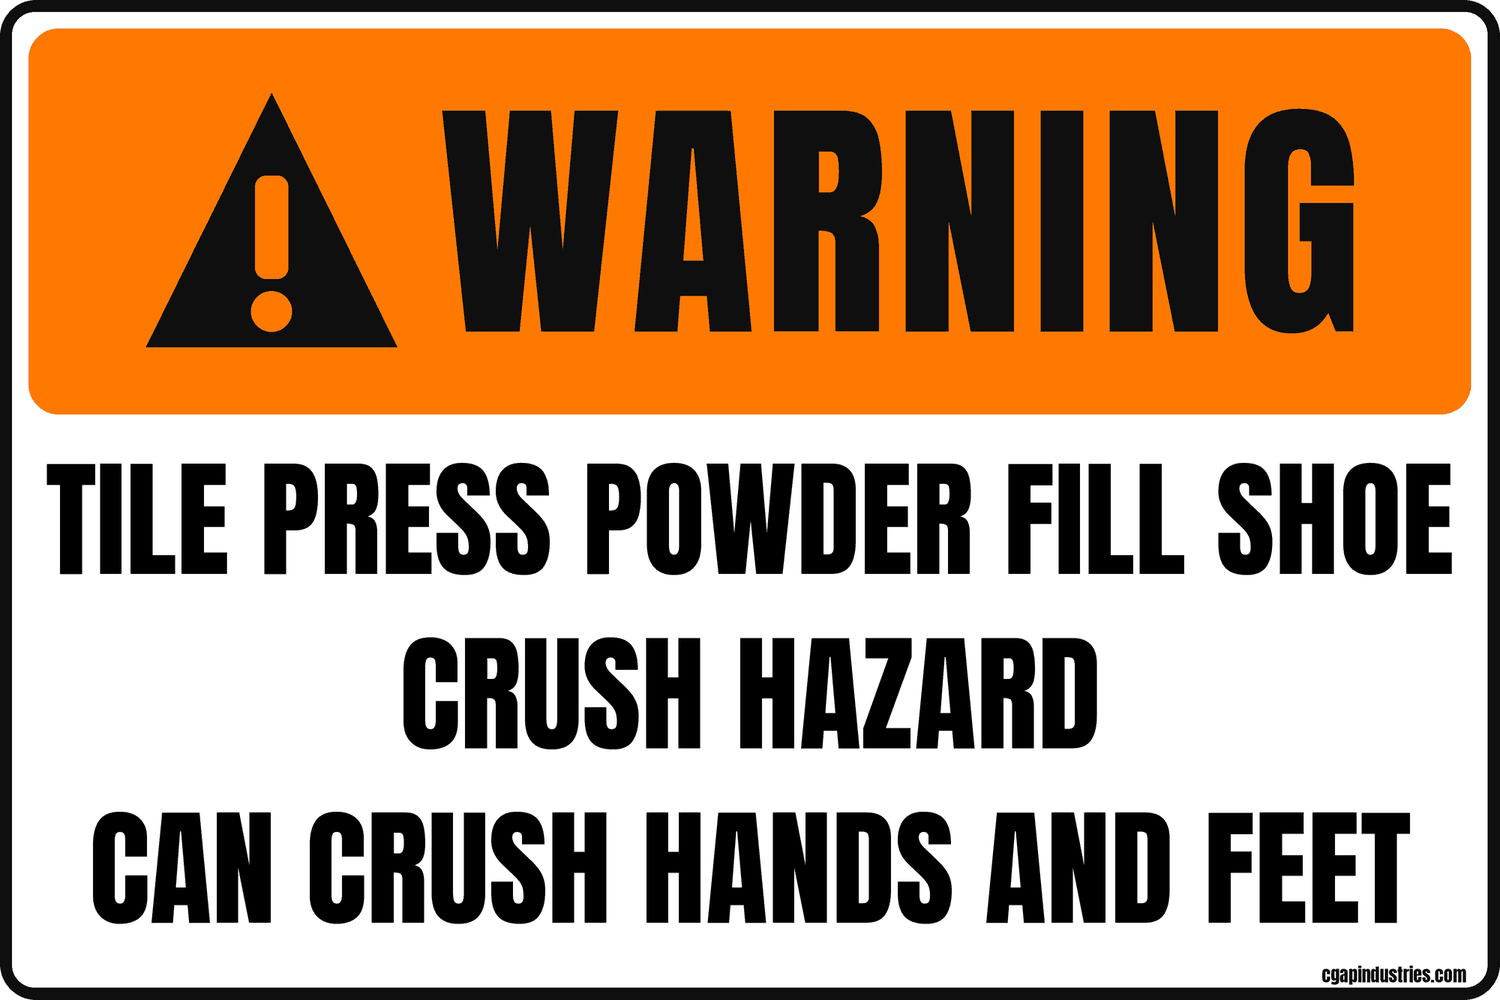 WARNING
TILE PRESS POWDER FILL SHOE
CRUSH HAZARD
CAN CRUSH HANDS AND FEET
cgapindustries.com